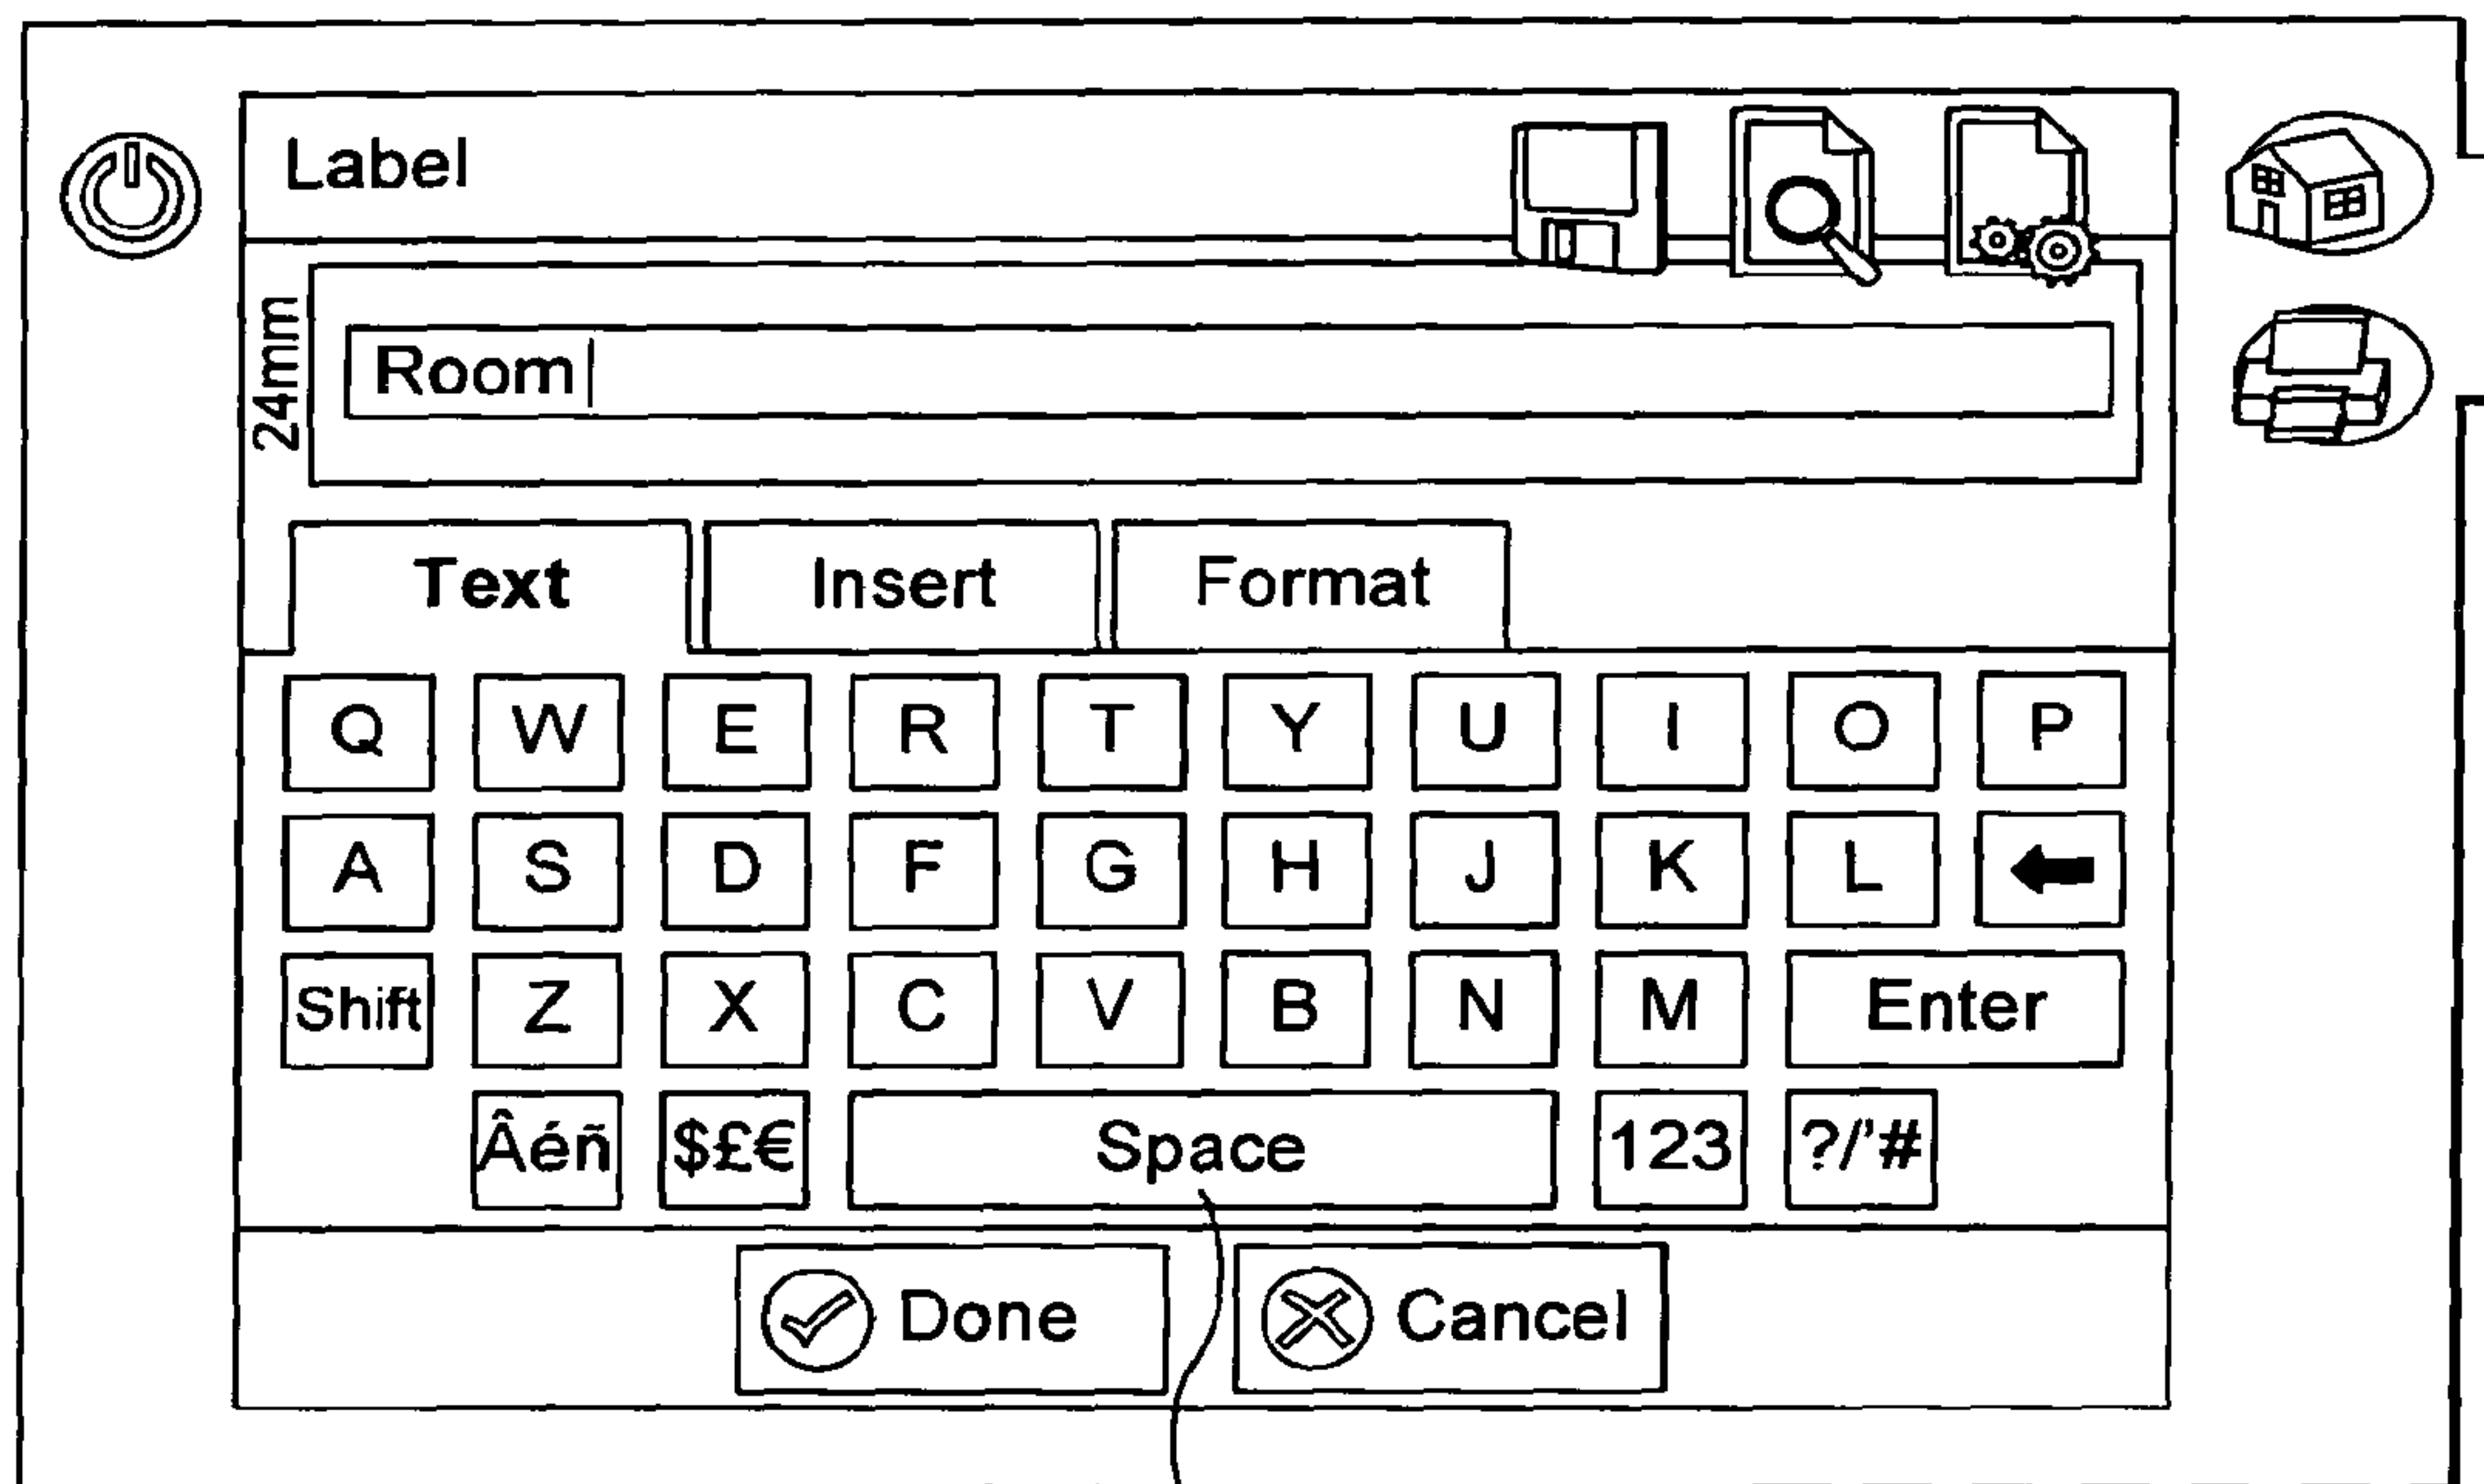 Label
24mm
Room
Text Insert Format
Q W E R T Y U I O P
A S D F G H J K L
Shift Z X C V B N M Enter
Âéñ $£€ Space 123 ?/'#
Done Cancel